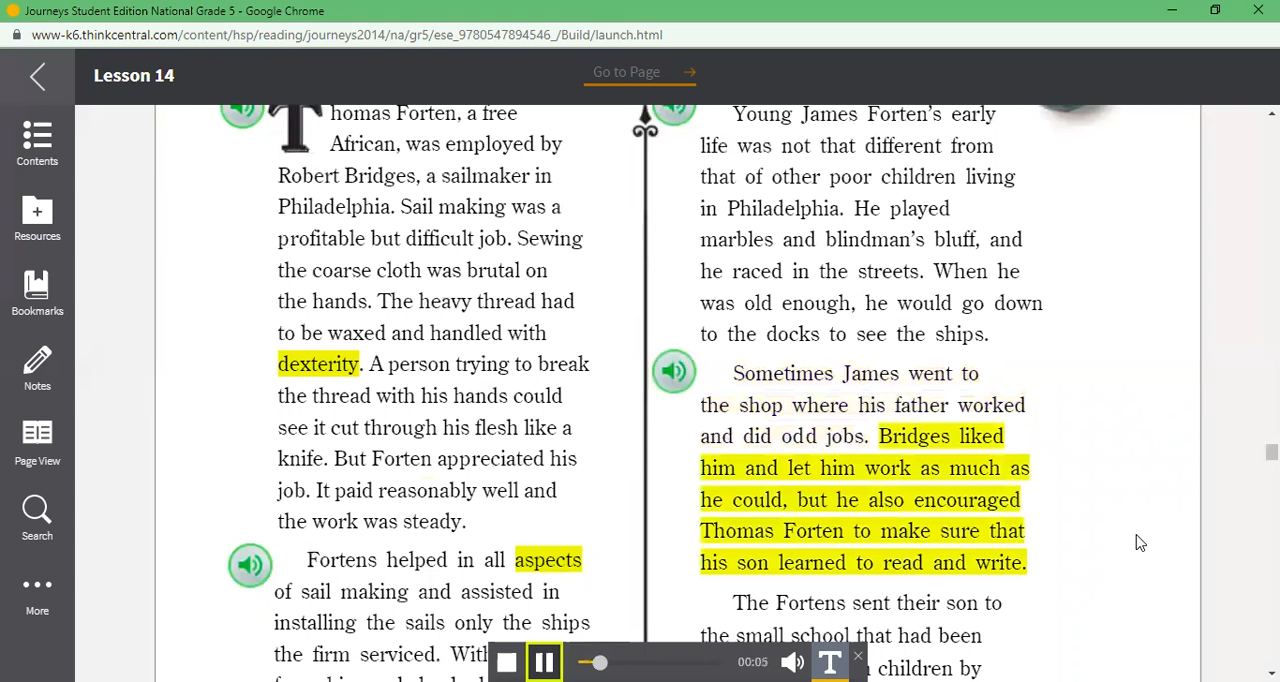 Journeys Student Edition National Grade 5 - Google Chrome
www-k6.thinkcentral.com/content/hsp/reading/journeys2014/na/gr5/ese_9780547894546_/Build/launch.html
Lesson 14
Go to Page
Contents
Resources
Bookmarks
Notes
Page View
Search
More
Thomas Forten, a free
African, was employed by
Robert Bridges, a sailmaker in
Philadelphia. Sail making was a
profitable but difficult job. Sewing
the coarse cloth was brutal on
the hands. The heavy thread had
to be waxed and handled with
dexterity. A person trying to break
the thread with his hands could
see it cut through his flesh like a
knife. But Forten appreciated his
job. It paid reasonably well and
the work was steady.
Fortens helped in all aspects
of sail making and assisted in
installing the sails only the ships
the firm serviced. With
Young James Forten's early
life was not that different from
that of other poor children living
in Philadelphia. He played
marbles and blindman's bluff, and
he raced in the streets. When he
was old enough, he would go down
to the docks to see the ships.
Sometimes James went to
the shop where his father worked
and did odd jobs. Bridges liked
him and let him work as much as
he could, but he also encouraged
Thomas Forten to make sure that
his son learned to read and write.
The Fortens sent their son to
the small school that had been
children by
00:05
T